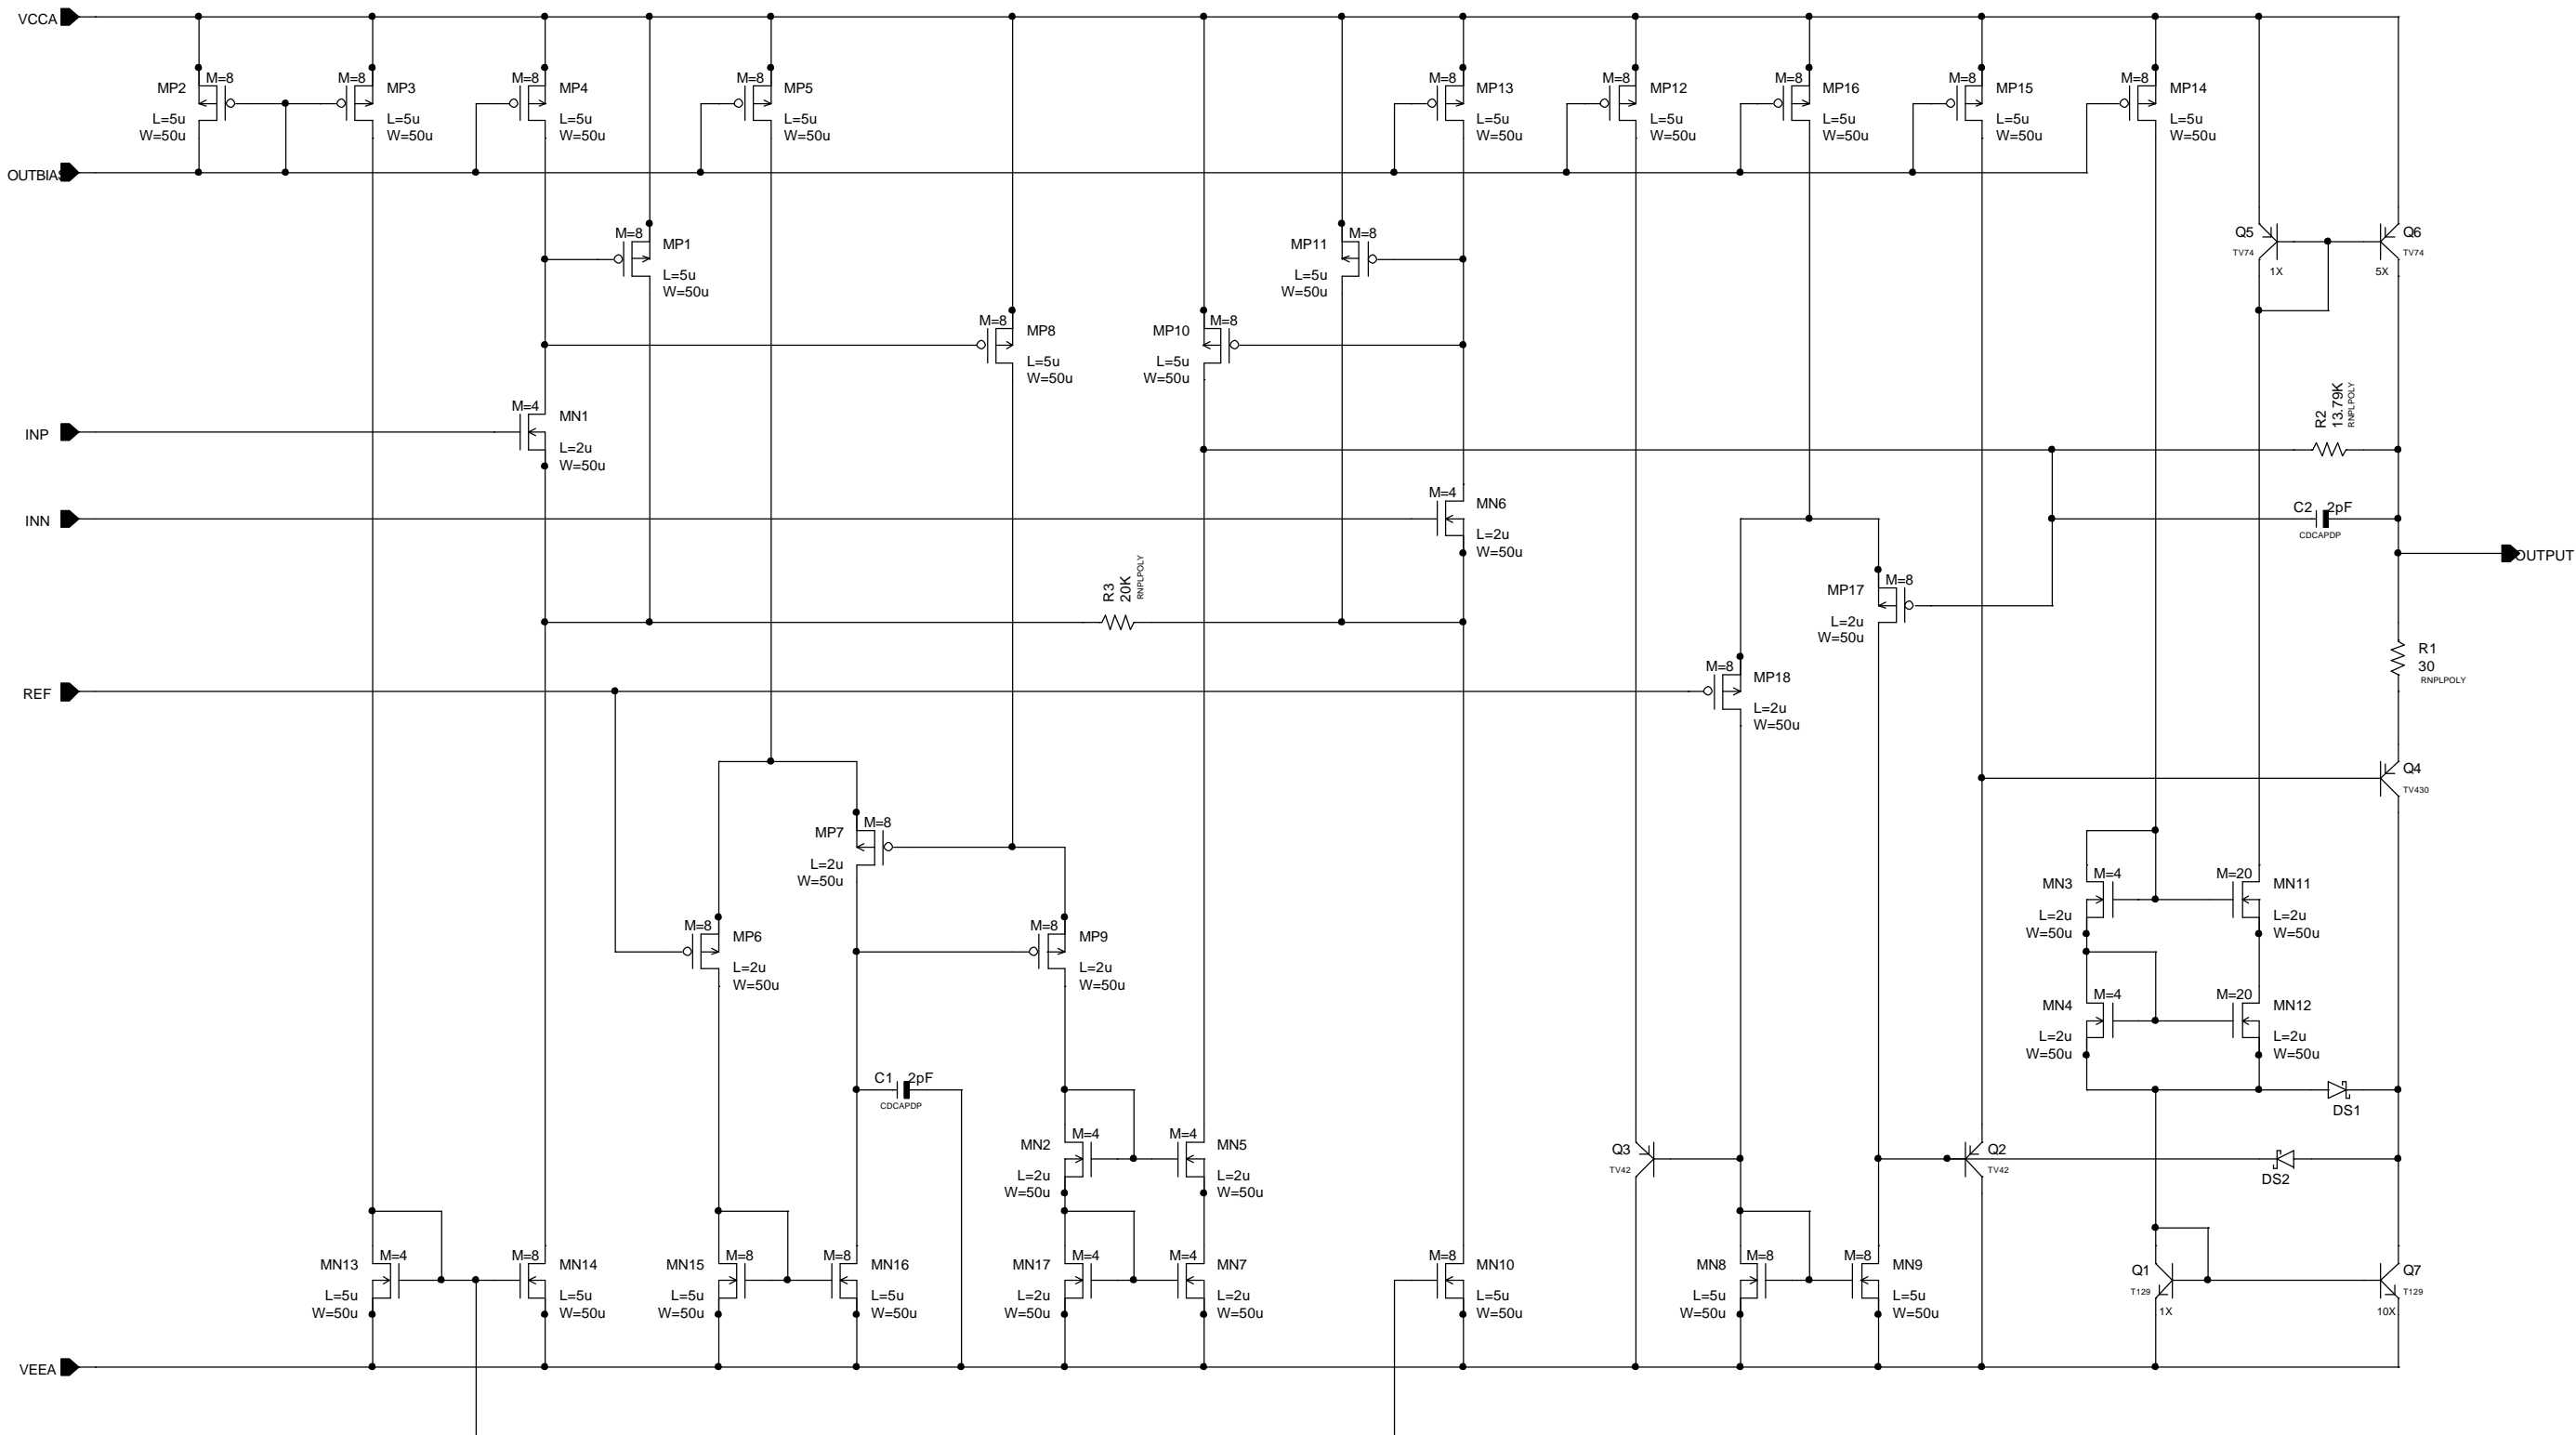 VCCA
M=8
MP2
L=5u
W=50u
M=8
MP3
L=5u
W=50u
M=8
MP4
L=5u
W=50u
M=8
MP5
L=5u
W=50u
M=8
MP13
L=5u
W=50u
M=8
MP12
L=5u
W=50u
M=8
MP16
L=5u
W=50u
M=8
MP15
L=5u
W=50u
M=8
MP14
L=5u
W=50u
OUTBIAS
M=8
MP1
L=5u
W=50u
M=8
MP11
L=5u
W=50u
Q5
TV74
1X
Q6
TV74
5X
M=8
MP8
L=5u
W=50u
M=8
MP10
L=5u
W=50u
INP
M=4
MN1
L=2u
W=50u
R2
13.79K
RNPLPOLY
INN
M=4
MN6
L=2u
W=50u
C2 2pF
CDCAPDP
OUTPUT
R3
20K
RNPLPOLY
M=8
MP17
L=2u
W=50u
R1
30
RNPLPOLY
REF
M=8
MP18
L=2u
W=50u
Q4
TV430
M=8
MP7
L=2u
W=50u
M=8
MP6
L=2u
W=50u
M=8
MP9
L=2u
W=50u
M=4
MN3
L=2u
W=50u
M=20
MN11
L=2u
W=50u
M=4
MN4
L=2u
W=50u
M=20
MN12
L=2u
W=50u
C1 2pF
CDCAPDP
DS1
M=4
MN2
L=2u
W=50u
M=4
MN5
L=2u
W=50u
Q3
TV42
Q2
TV42
DS2
M=4
MN13
L=5u
W=50u
M=8
MN14
L=5u
W=50u
M=8
MN15
L=5u
W=50u
M=8
MN16
L=5u
W=50u
M=4
MN17
L=2u
W=50u
M=4
MN7
L=2u
W=50u
M=8
MN10
L=5u
W=50u
M=8
MN8
L=5u
W=50u
M=8
MN9
L=5u
W=50u
Q1
T129
1X
Q7
T129
10X
VEEA